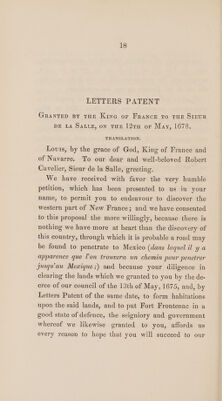 18
LETTERS PATENT
Granted by the King of France to the Sieur
de la Salle, on the 12th of May, 1678.
TRANSLATION.
Louis, by the grace of God, King of France and
of Navarre. To our dear and well-beloved Robert
Cavelier, Sieur de la Salle, greeting.
We have received with favor the very humble
petition, which has been presented to us in your
name, to permit you to endeavour to discover the
western part of New France; and we have consented
to this proposal the more willingly, because there is
nothing we have more at heart than the discovery of
this country, through which it is probable a road may
be found to penetrate to Mexico (dans laquel il y a
apparence que l'on trouvera un chemin pour penetrer
jusqu'au Mexique;) and because your diligence in
clearing the lands which we granted to you by the de-
cree of our council of the 13th of May, 1675, and, by
Letters Patent of the same date, to form habitations
upon the said lands, and to put Fort Frontenac in a
good state of defence, the seigniory and government
whereof we likewise granted to you, affords us
every reason to hope that you will succeed to our